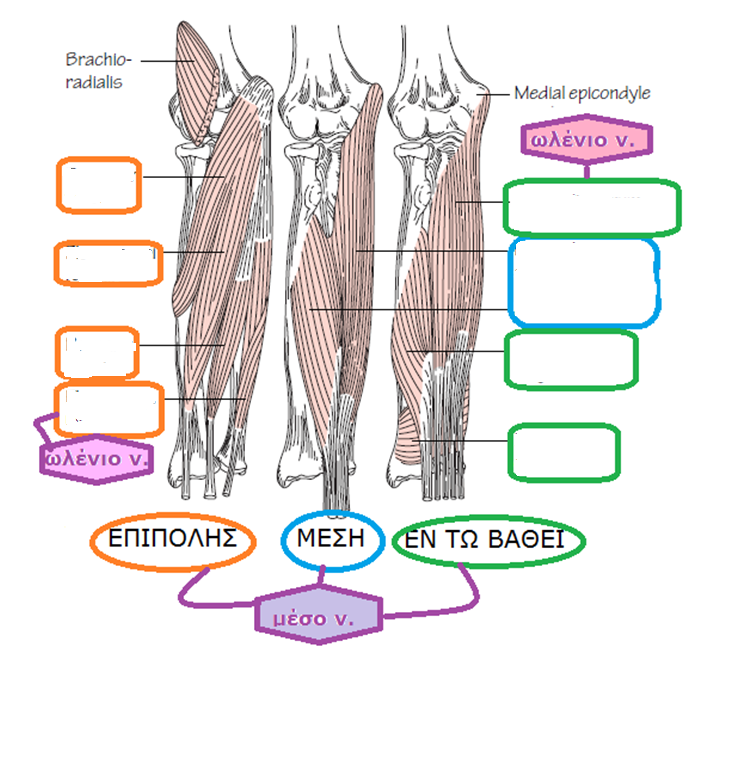 Brachio-
radialis
Medial epicondyle
ωλένιο ν.
ωλένιο ν.
ΕΠΙΠΟΛΗΣ
ΜΕΣΗ
ΕΝ ΤΩ ΒΑΘΕΙ
μέσο ν.